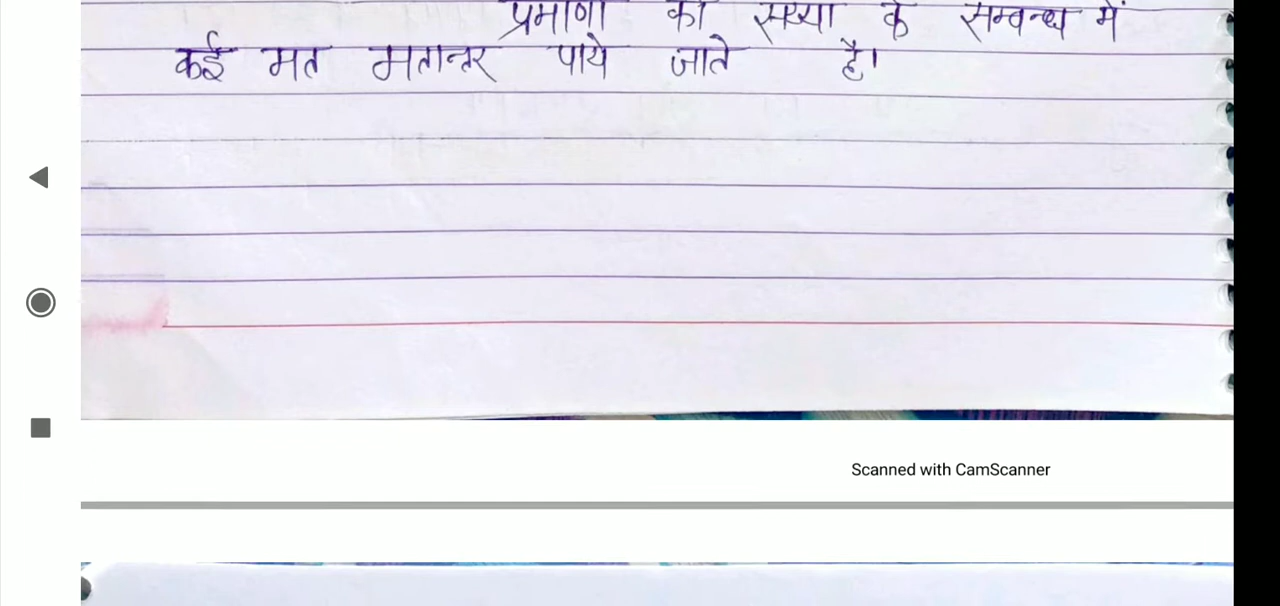 प्रमाणों की संख्या के सम्बन्ध में
कई मत मतान्तर पाये जाते है।
Scanned with CamScanner